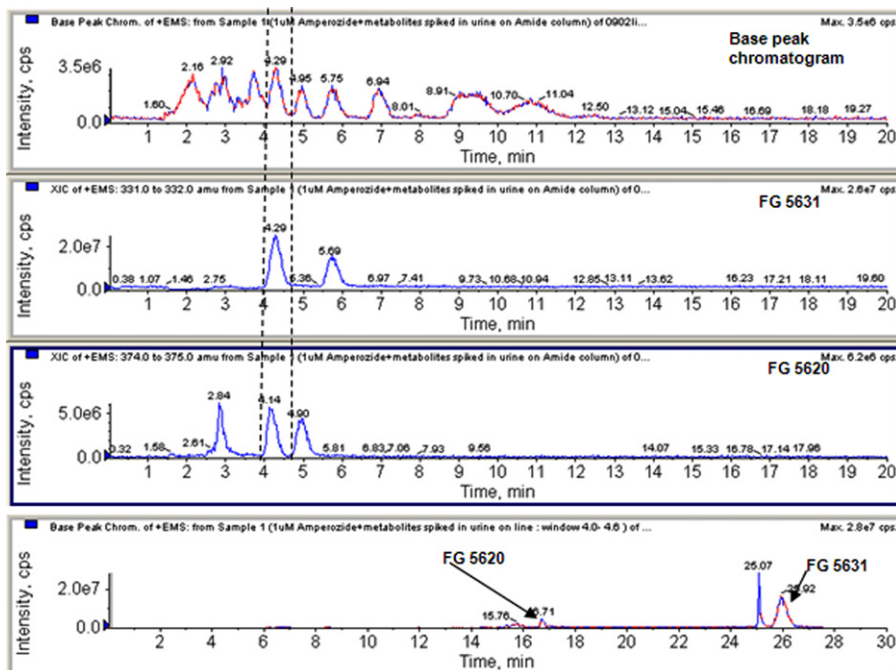 Base Peak Chrom. of +EMS: from Sample 1 (1uM Amperozide+metabolites spiked in urine on Amide column) of 0902li... Max. 3.5e6 cps
Base peak
chromatogram
Intensity, cps
3.5e6
0.0
1.60 2.16 2.92 4.29 4.95 5.75 6.94 8.01 8.91 10.70 11.04 12.50 13.12 15.04 15.46 16.69 18.18 19.27
1 2 3 4 5 6 7 8 9 10 11 12 13 14 15 16 17 18 19 20
Time, min
XIC of +EMS: 331.0 to 332.0 amu from Sample 1 (1uM Amperozide+metabolites spiked in urine on Amide column) of 0... Max. 2.6e7 cps
FG 5631
Intensity, cps
2.0e7
0.0
0.38 1.07 1.46 2.75 4.29 5.36 5.69 6.97 7.41 9.73 10.68 10.94 12.85 13.11 13.62 16.23 17.21 18.11 19.60
1 2 3 4 5 6 7 8 9 10 11 12 13 14 15 16 17 18 19 20
Time, min
XIC of +EMS: 374.0 to 375.0 amu from Sample 1 (1uM Amperozide+metabolites spiked in urine on Amide column) of 0... Max. 6.2e6 cps
FG 5620
Intensity, cps
5.0e6
0.0
0.32 1.58 2.61 2.84 4.14 4.90 5.81 6.83 7.06 7.93 9.56 14.07 15.33 16.78 17.14 17.96
1 2 3 4 5 6 7 8 9 10 11 12 13 14 15 16 17 18 19 20
Time, min
Base Peak Chrom. of +EMS: from Sample 1 (1uM Amperozide+metabolites spiked in urine on line : window 4.0- 4.6 ) of ... Max. 2.8e7 cps
FG 5620
FG 5631
Intensity, cps
2.0e7
0.0
15.76 25.07
2 4 6 8 10 12 14 16 18 20 22 24 26 28 30
Time, min